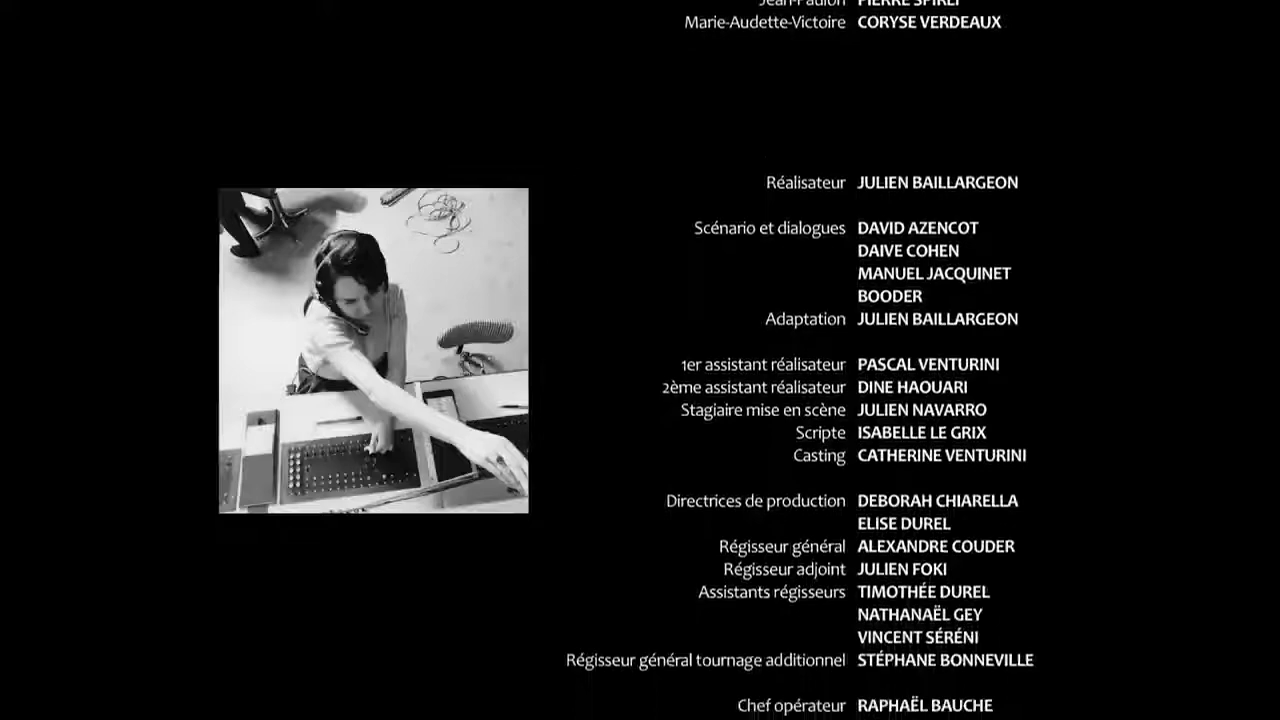 Jean-Paulon PIERRE SPIRLI
Marie-Audette-Victoire CORYSE VERDEAUX
Réalisateur JULIEN BAILLARGEON
Scénario et dialogues DAVID AZENCOT
DAIVE COHEN
MANUEL JACQUINET
BOODER
Adaptation JULIEN BAILLARGEON
1er assistant réalisateur PASCAL VENTURINI
2ème assistant réalisateur DINE HAOUARI
Stagiaire mise en scène JULIEN NAVARRO
Scripte ISABELLE LE GRIX
Casting CATHERINE VENTURINI
Directrices de production DEBORAH CHIARELLA
ELISE DUREL
Régisseur général ALEXANDRE COUDER
Régisseur adjoint JULIEN FOKI
Assistants régisseurs TIMOTHÉE DUREL
NATHANAËL GEY
VINCENT SÉRÉNI
Régisseur général tournage additionnel STÉPHANE BONNEVILLE
Chef opérateur RAPHAËL BAUCHE